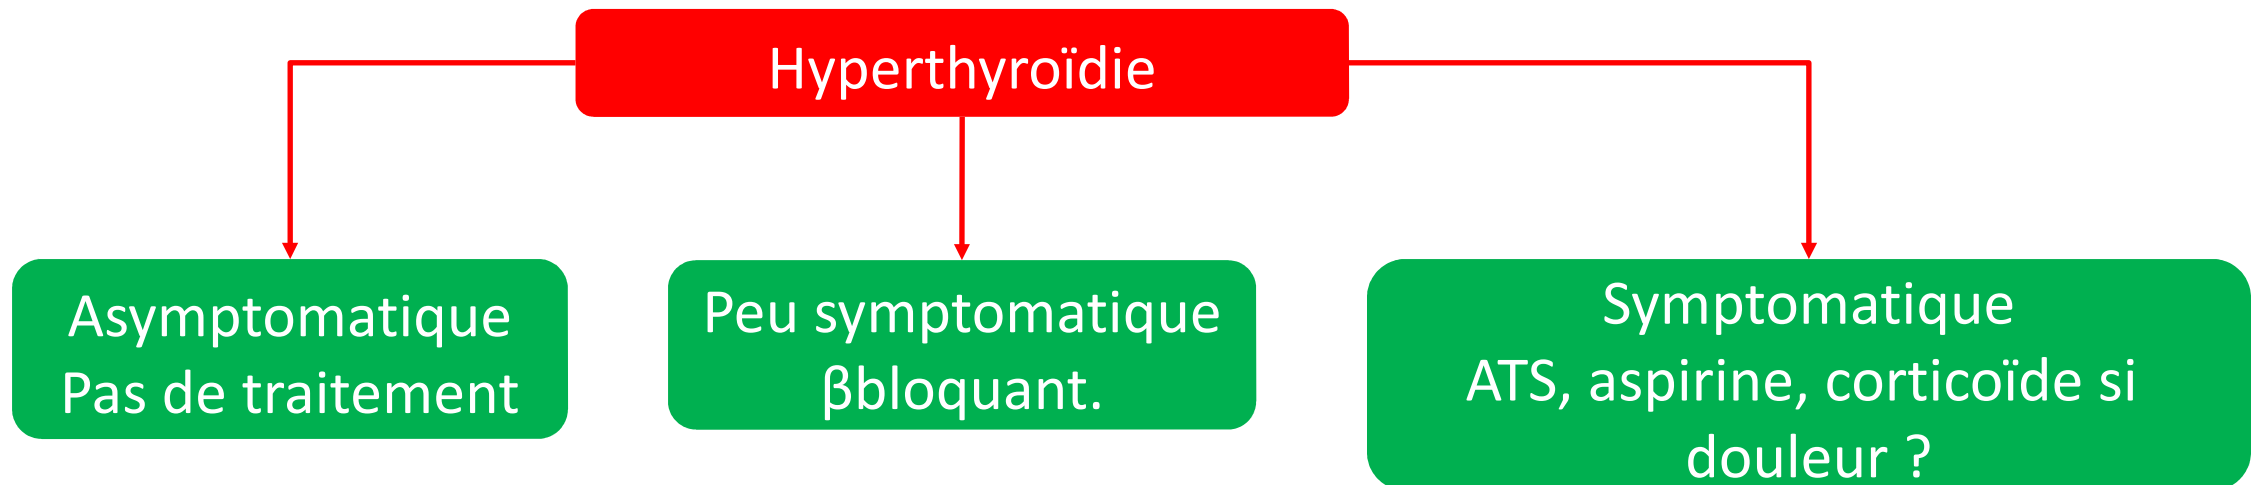 Hyperthyroïdie
Asymptomatique
Pas de traitement
Peu symptomatique
βbloquant.
Symptomatique
ATS, aspirine, corticoïde si
douleur ?